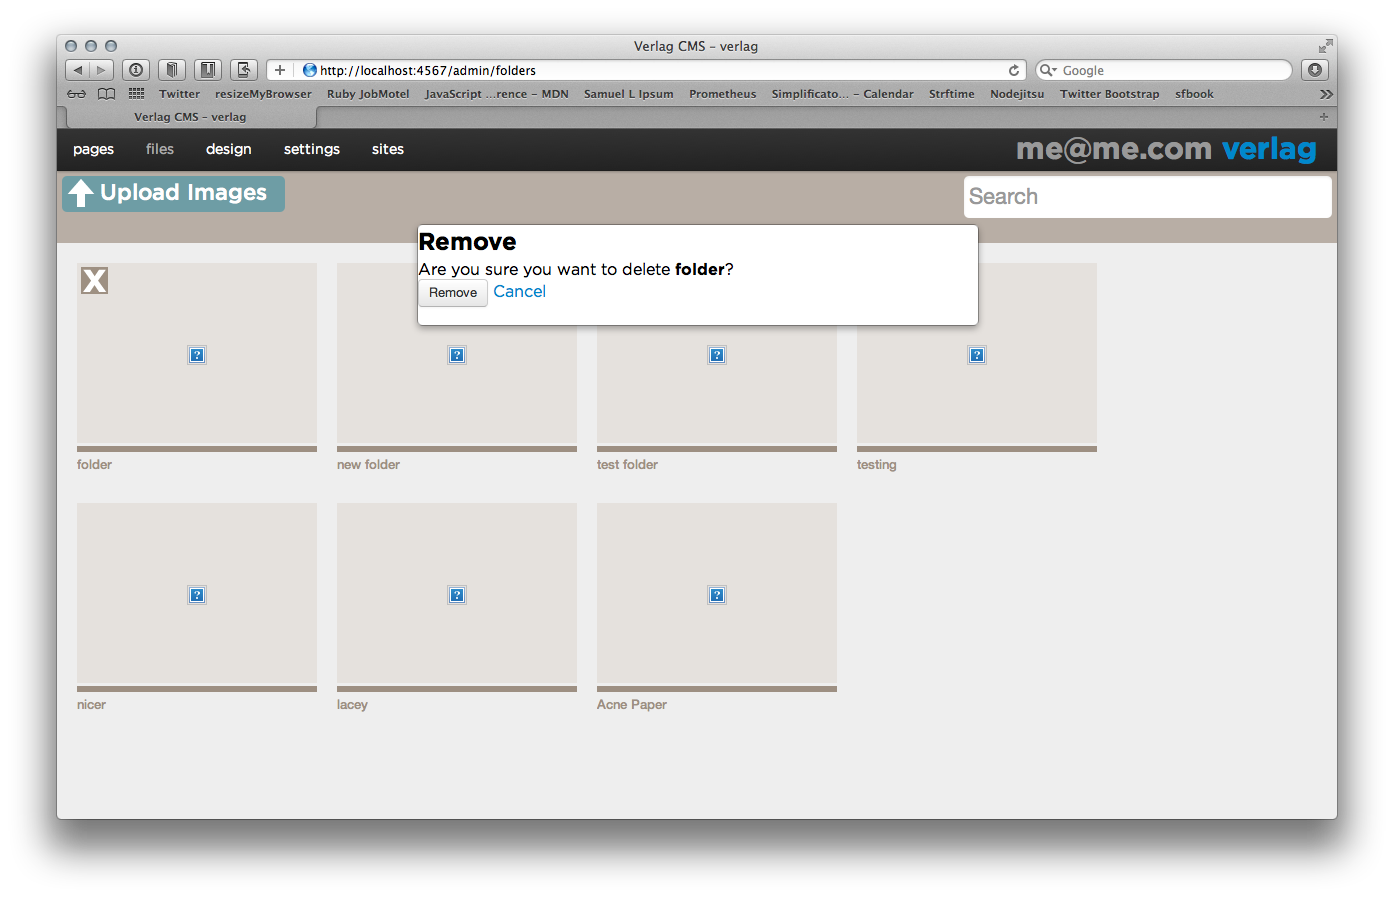 Verlag CMS – verlag
http://localhost:4567/admin/folders
Google
Twitter resizeMyBrowser Ruby JobMotel JavaScript ...rence – MDN Samuel L Ipsum Prometheus Simplificato... – Calendar Strftime Nodejitsu Twitter Bootstrap sfbook
Verlag CMS – verlag
pages files design settings sites me@me.com verlag
Upload Images
Search
Remove
Are you sure you want to delete folder?
Remove Cancel
X
folder new folder test folder testing
nicer lacey Acne Paper